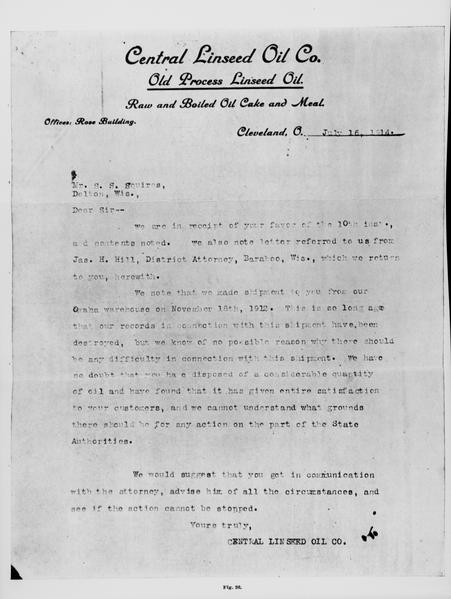 Central Linseed Oil Co.
Old Process Linseed Oil.
Raw and Boiled Oil Cake and Meal.
Offices: Rose Building.
Cleveland, O. July 16, 1914.
Mr. S. S. Squires,
Delton, Wis.,
Dear Sir--
We are in receipt of your favor of the 10th inst.,
and contents noted. We also note letter referred to us from
Jas. H. Hill, District Attorney, Baraboo, Wis., which we return
to you, herewith.
We note that we made shipment to you from our
Omaha warehouse on November 18th, 1912. This is so long ago
that our records in connection with this shipment have, been
destroyed, but we know of no possible reason why there should
be any difficulty in connection with this shipment. We have
no doubt that you have disposed of a considerable quantity
of oil and have found that it has given entire satisfaction
to your customers, and we cannot understand what grounds
there should be for any action on the part of the State
Authorities.
We would suggest that you get in communication
with the attorney, advise him of all the circumstances, and
see if the action cannot be stopped.
Yours truly,
CENTRAL LINSEED OIL CO.